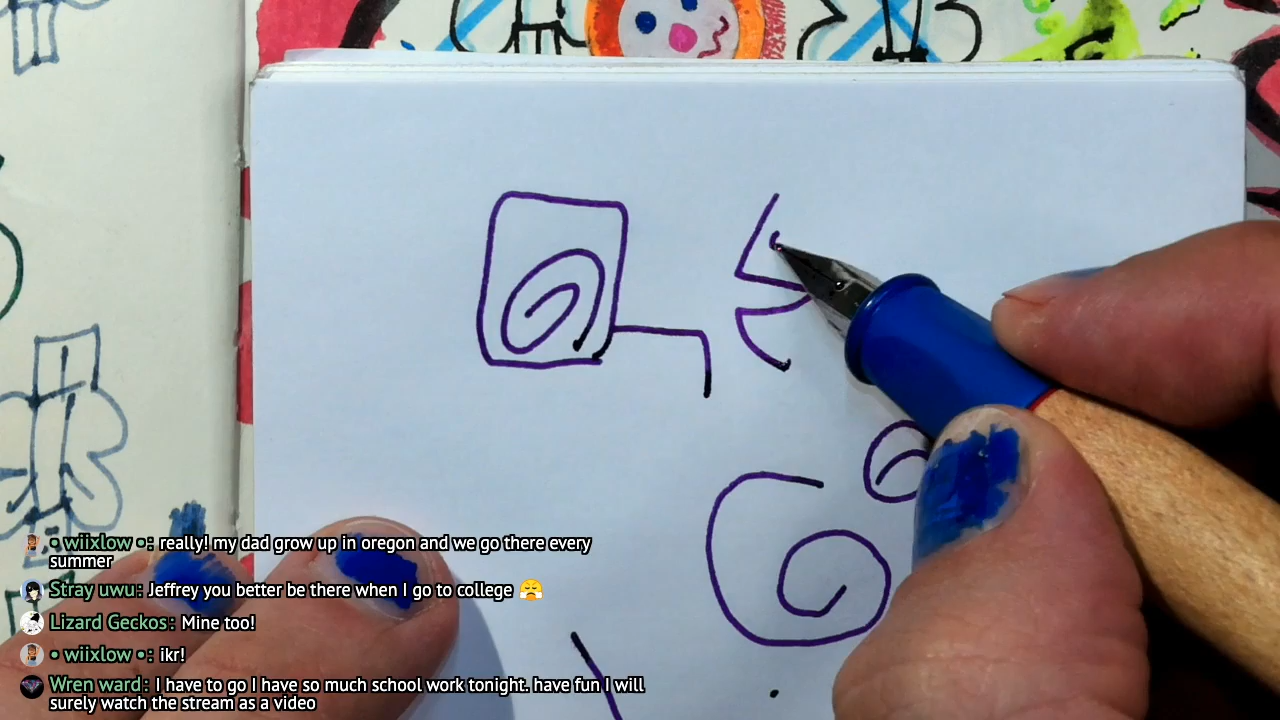 • wiixlow •: really! my dad grow up in oregon and we go there every
summer
Stray uwu: Jeffrey you better be there when I go to college 😤
Lizard Geckos: Mine too!
• wiixlow •: ikr!
Wren ward: I have to go I have so much school work tonight. have fun I will
surely watch the stream as a video